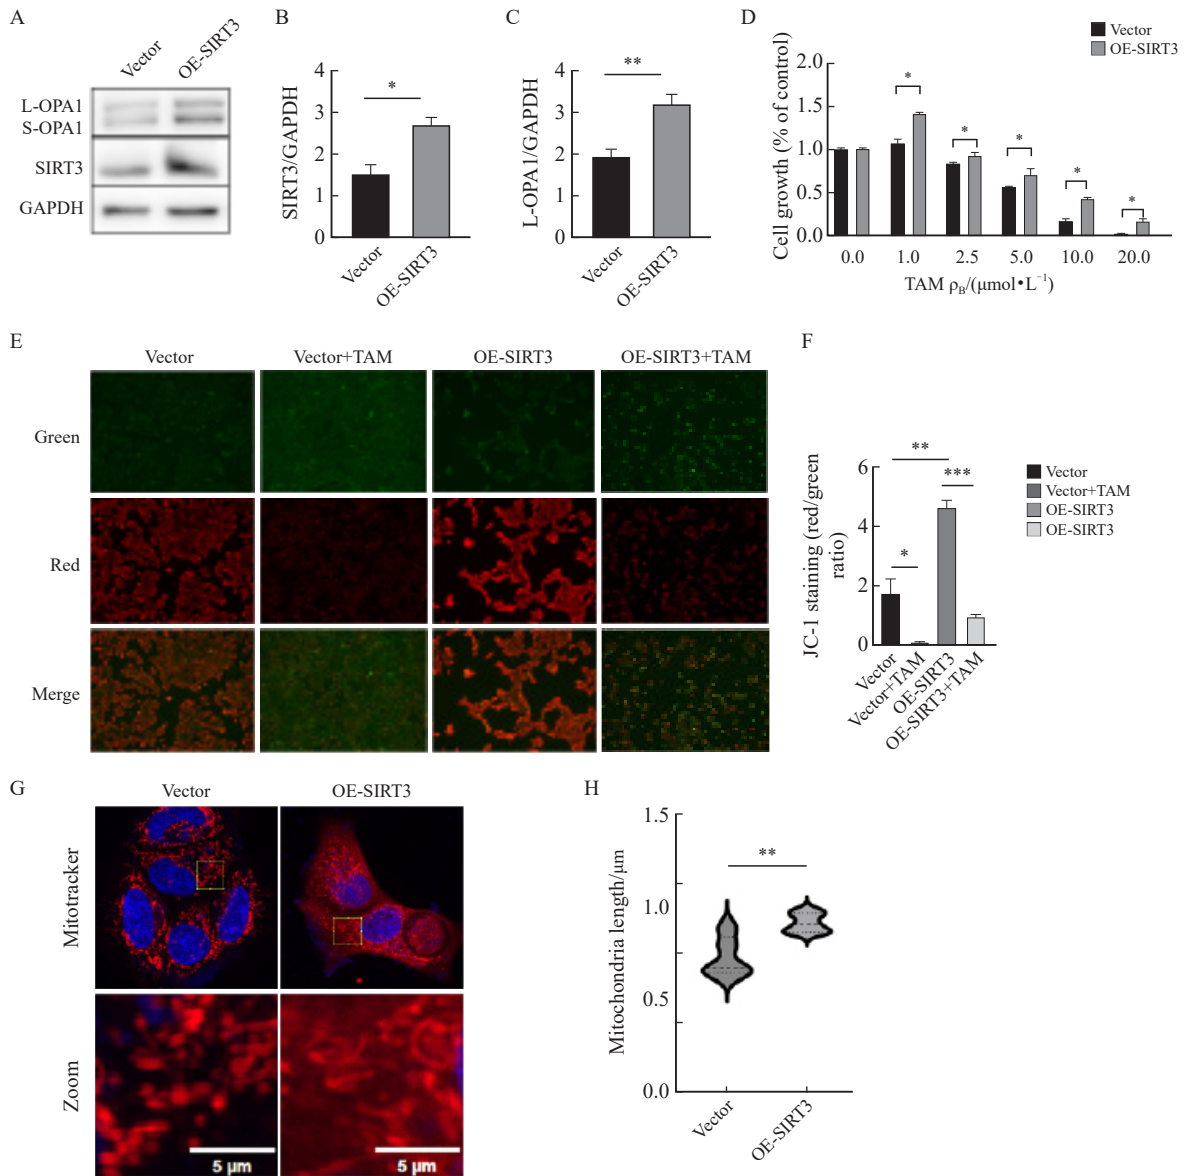 A
Vector
OE-SIRT3
L-OPA1
S-OPA1
SIRT3
GAPDH
B
SIRT3/GAPDH
4
3
2
1
0
*
Vector
OE-SIRT3
C
L-OPA1/GAPDH
4
3
2
1
0
**
Vector
OE-SIRT3
D
Vector
OE-SIRT3
Cell growth (% of control)
2.0
1.5
1.0
0.5
0.0
*
*
*
*
*
0.0 1.0 2.5 5.0 10.0 20.0
TAM ρB/(μmol•L⁻¹)
E
Vector Vector+TAM OE-SIRT3 OE-SIRT3+TAM
Green
Red
Merge
F
JC-1 staining (red/green
ratio)
6
4
2
0
**
***
*
Vector
Vector+TAM
OE-SIRT3
OE-SIRT3+TAM
Vector
Vector+TAM
OE-SIRT3
OE-SIRT3
G
Vector OE-SIRT3
Mitotracker
Zoom
5 μm 5 μm
H
Mitochondria length/μm
1.5
1.0
0.5
0.0
**
Vector
OE-SIRT3